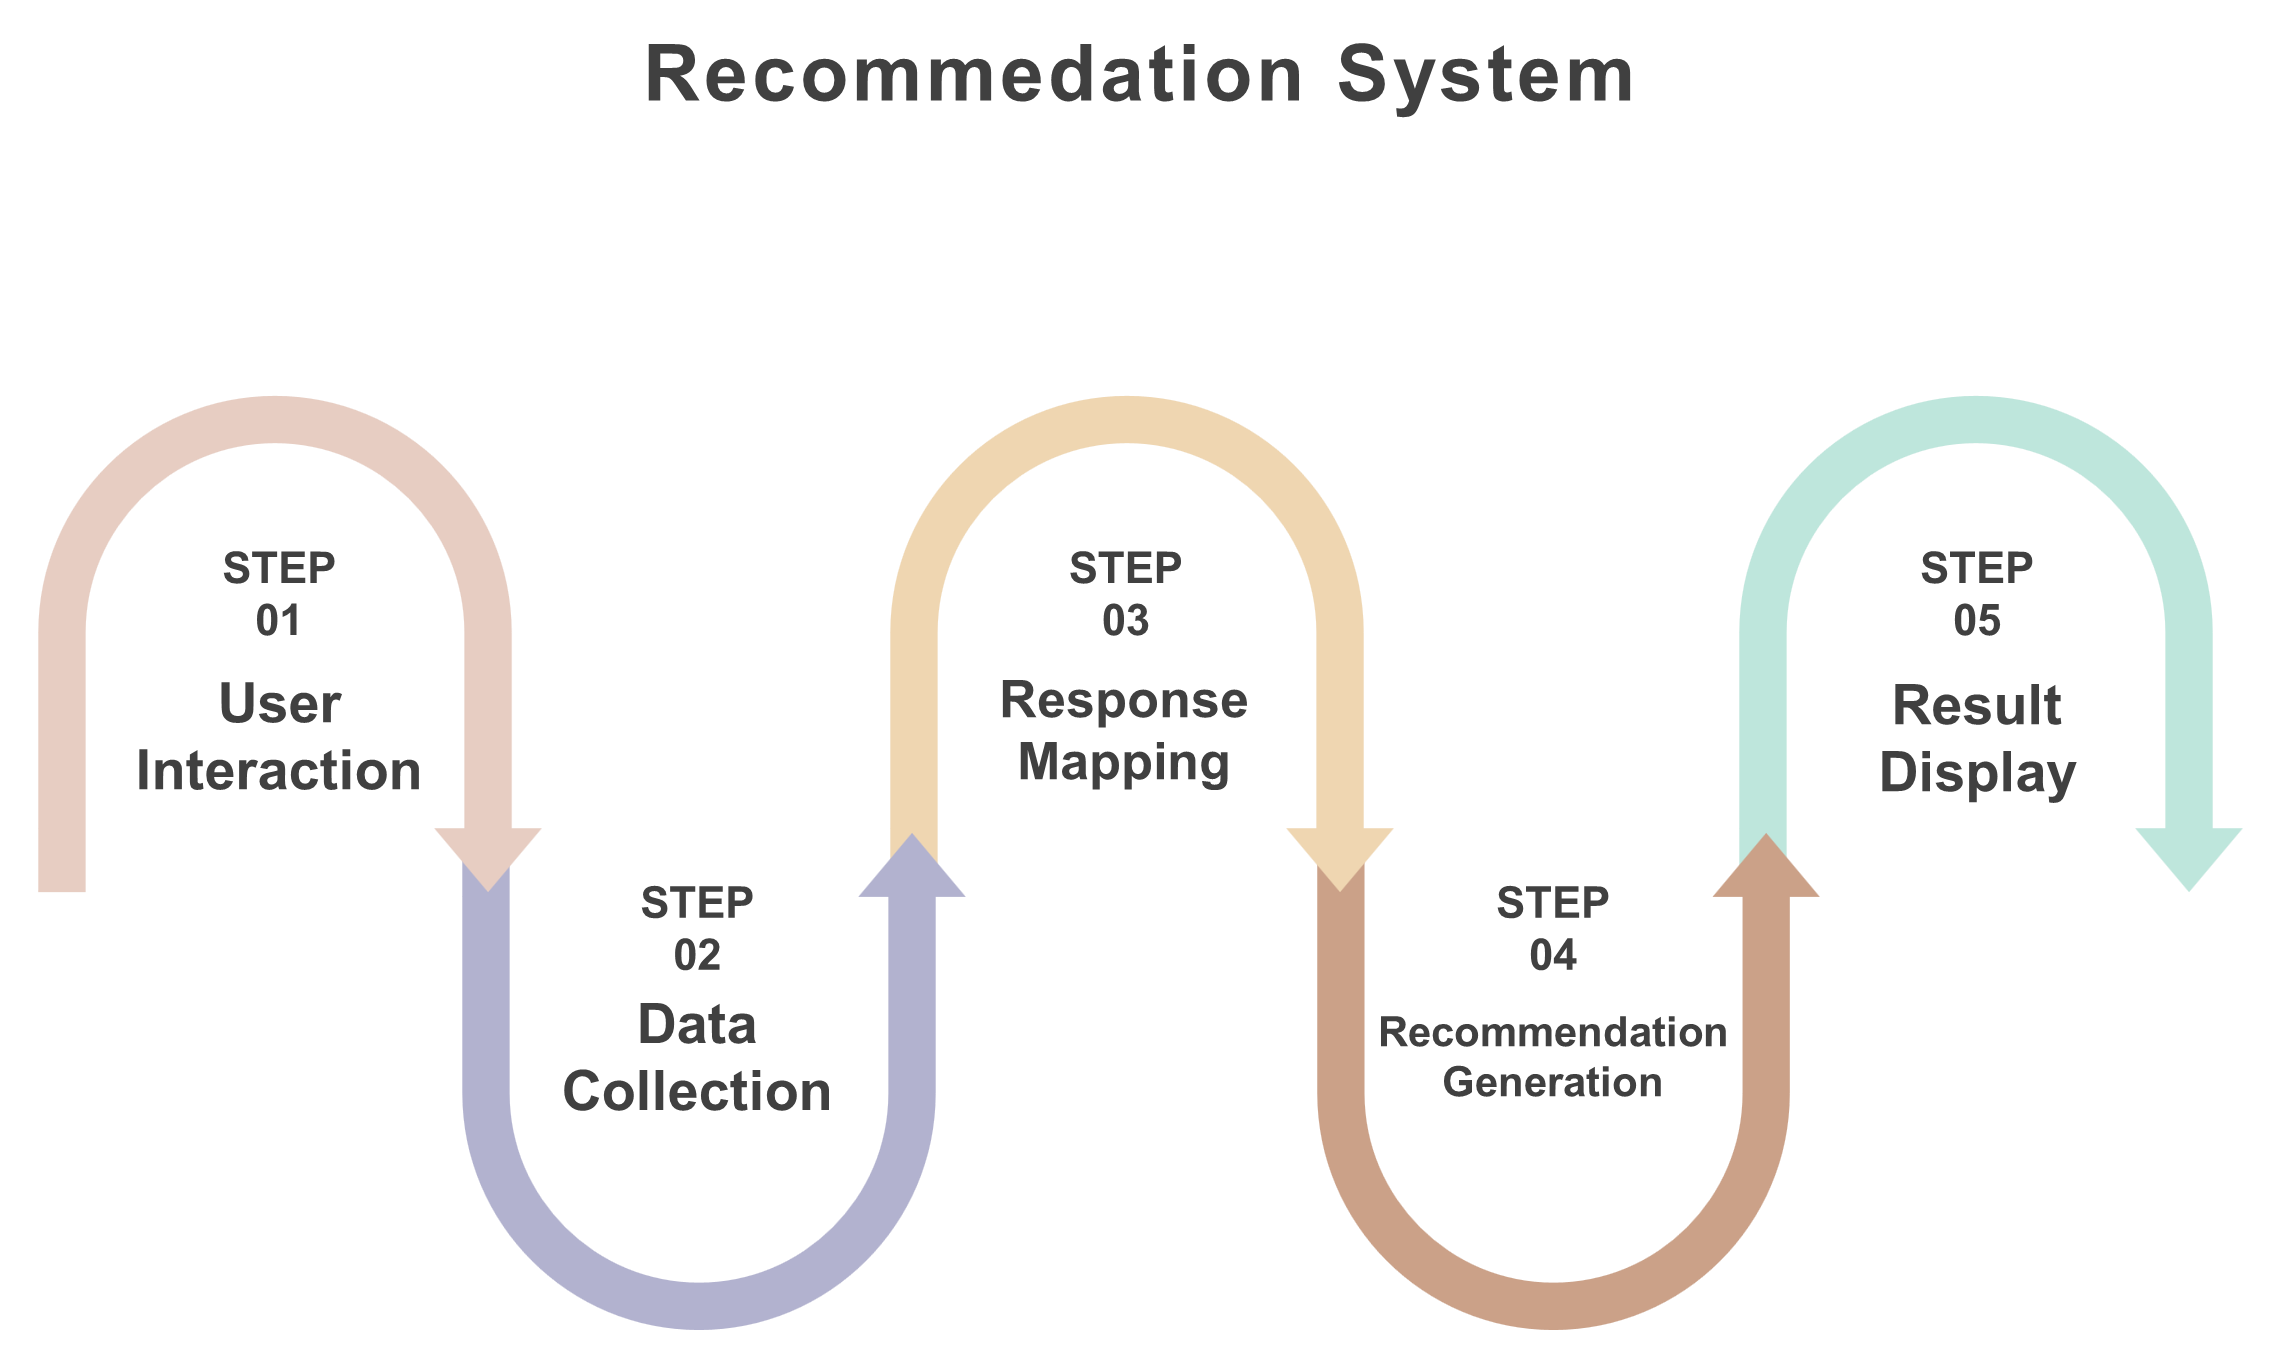 Recommedation System
STEP
01
User
Interaction
STEP
02
Data
Collection
STEP
03
Response
Mapping
STEP
04
Recommendation
Generation
STEP
05
Result
Display